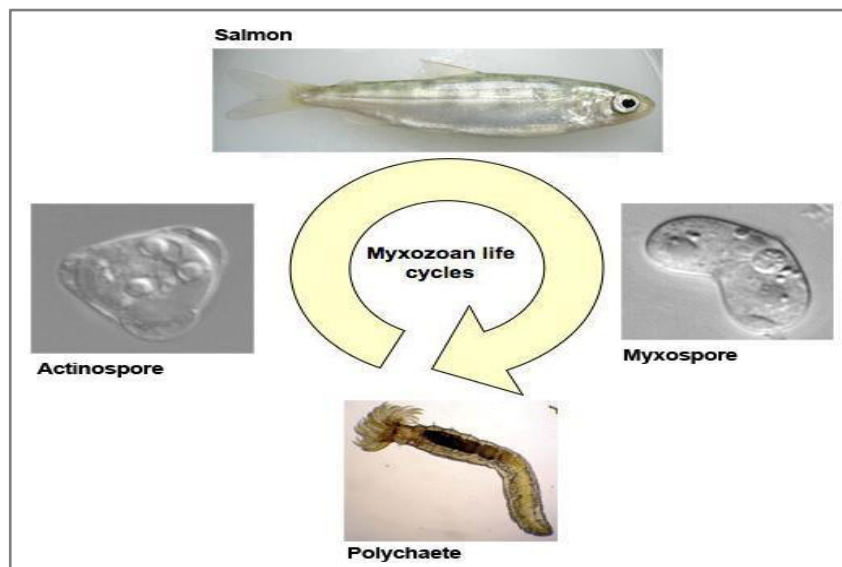 Salmon
Myxozoan life
cycles
Actinospore
Myxospore
Polychaete